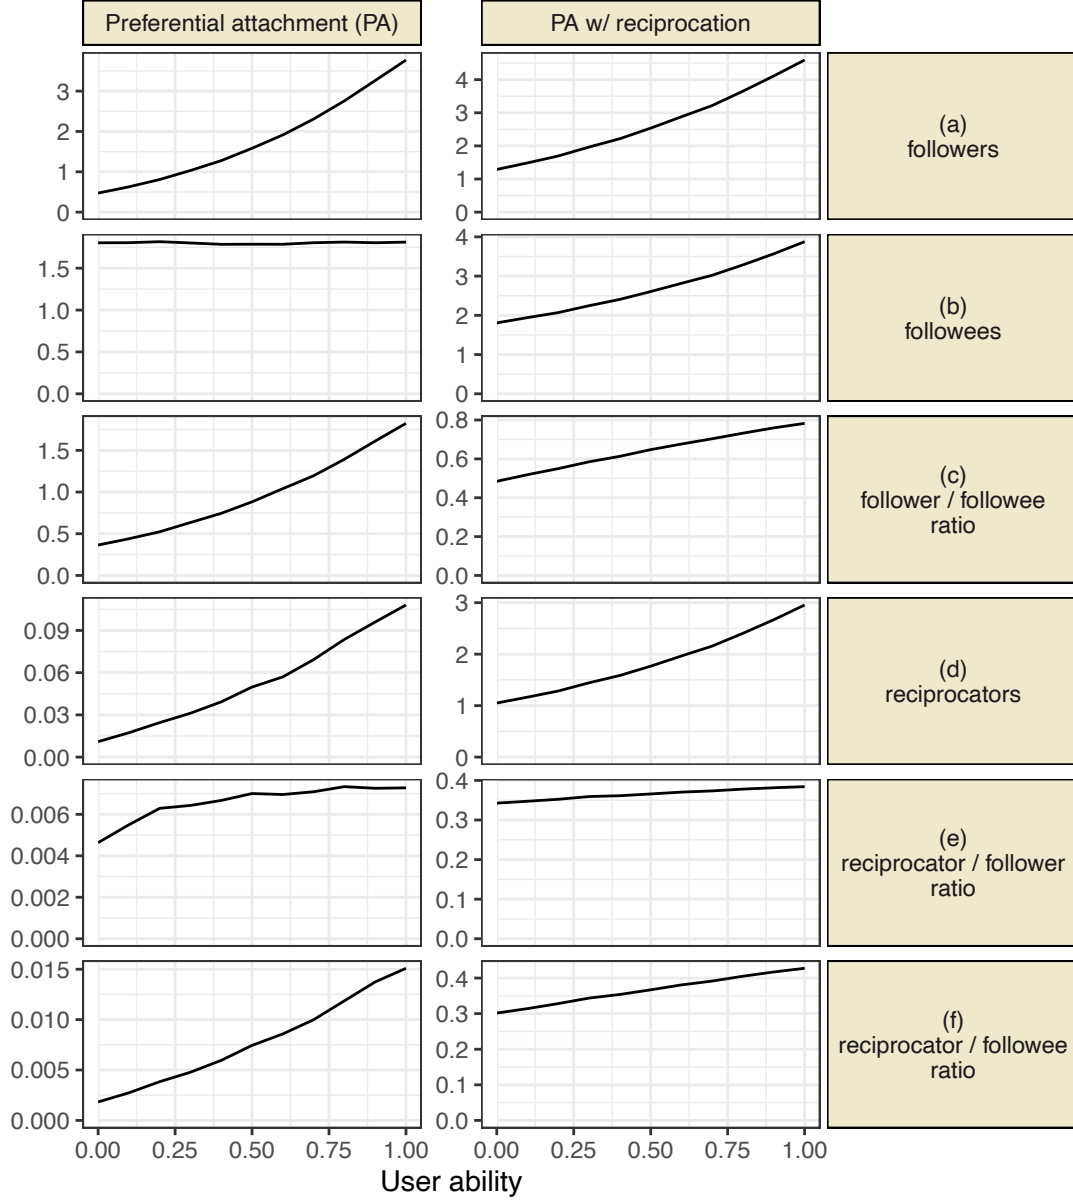 Preferential attachment (PA)
PA w/ reciprocation
3
2
1
0
4
3
2
1
0
(a)
followers
1.5
1.0
0.5
0.0
4
3
2
1
0
(b)
followees
1.5
1.0
0.5
0.0
0.8
0.6
0.4
0.2
0.0
(c)
follower / followee
ratio
0.09
0.06
0.03
0.00
3
2
1
0
(d)
reciprocators
0.006
0.004
0.002
0.000
0.4
0.3
0.2
0.1
0.0
(e)
reciprocator / follower
ratio
0.015
0.010
0.005
0.000
0.4
0.3
0.2
0.1
0.0
(f)
reciprocator / followee
ratio
0.00 0.25 0.50 0.75 1.00
0.00 0.25 0.50 0.75 1.00
User ability